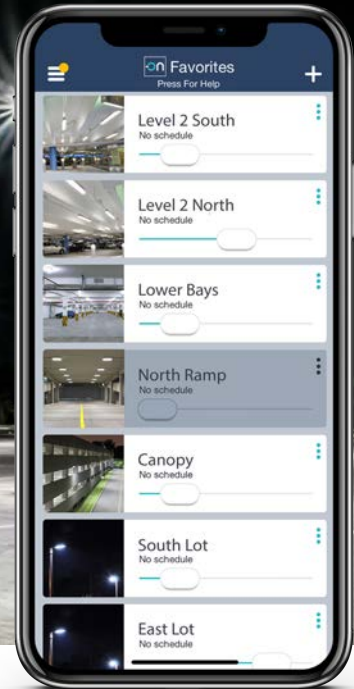 on Favorites
Press For Help
Level 2 South
No schedule
Level 2 North
No schedule
Lower Bays
No schedule
North Ramp
No schedule
Canopy
No schedule
South Lot
No schedule
East Lot
No schedule